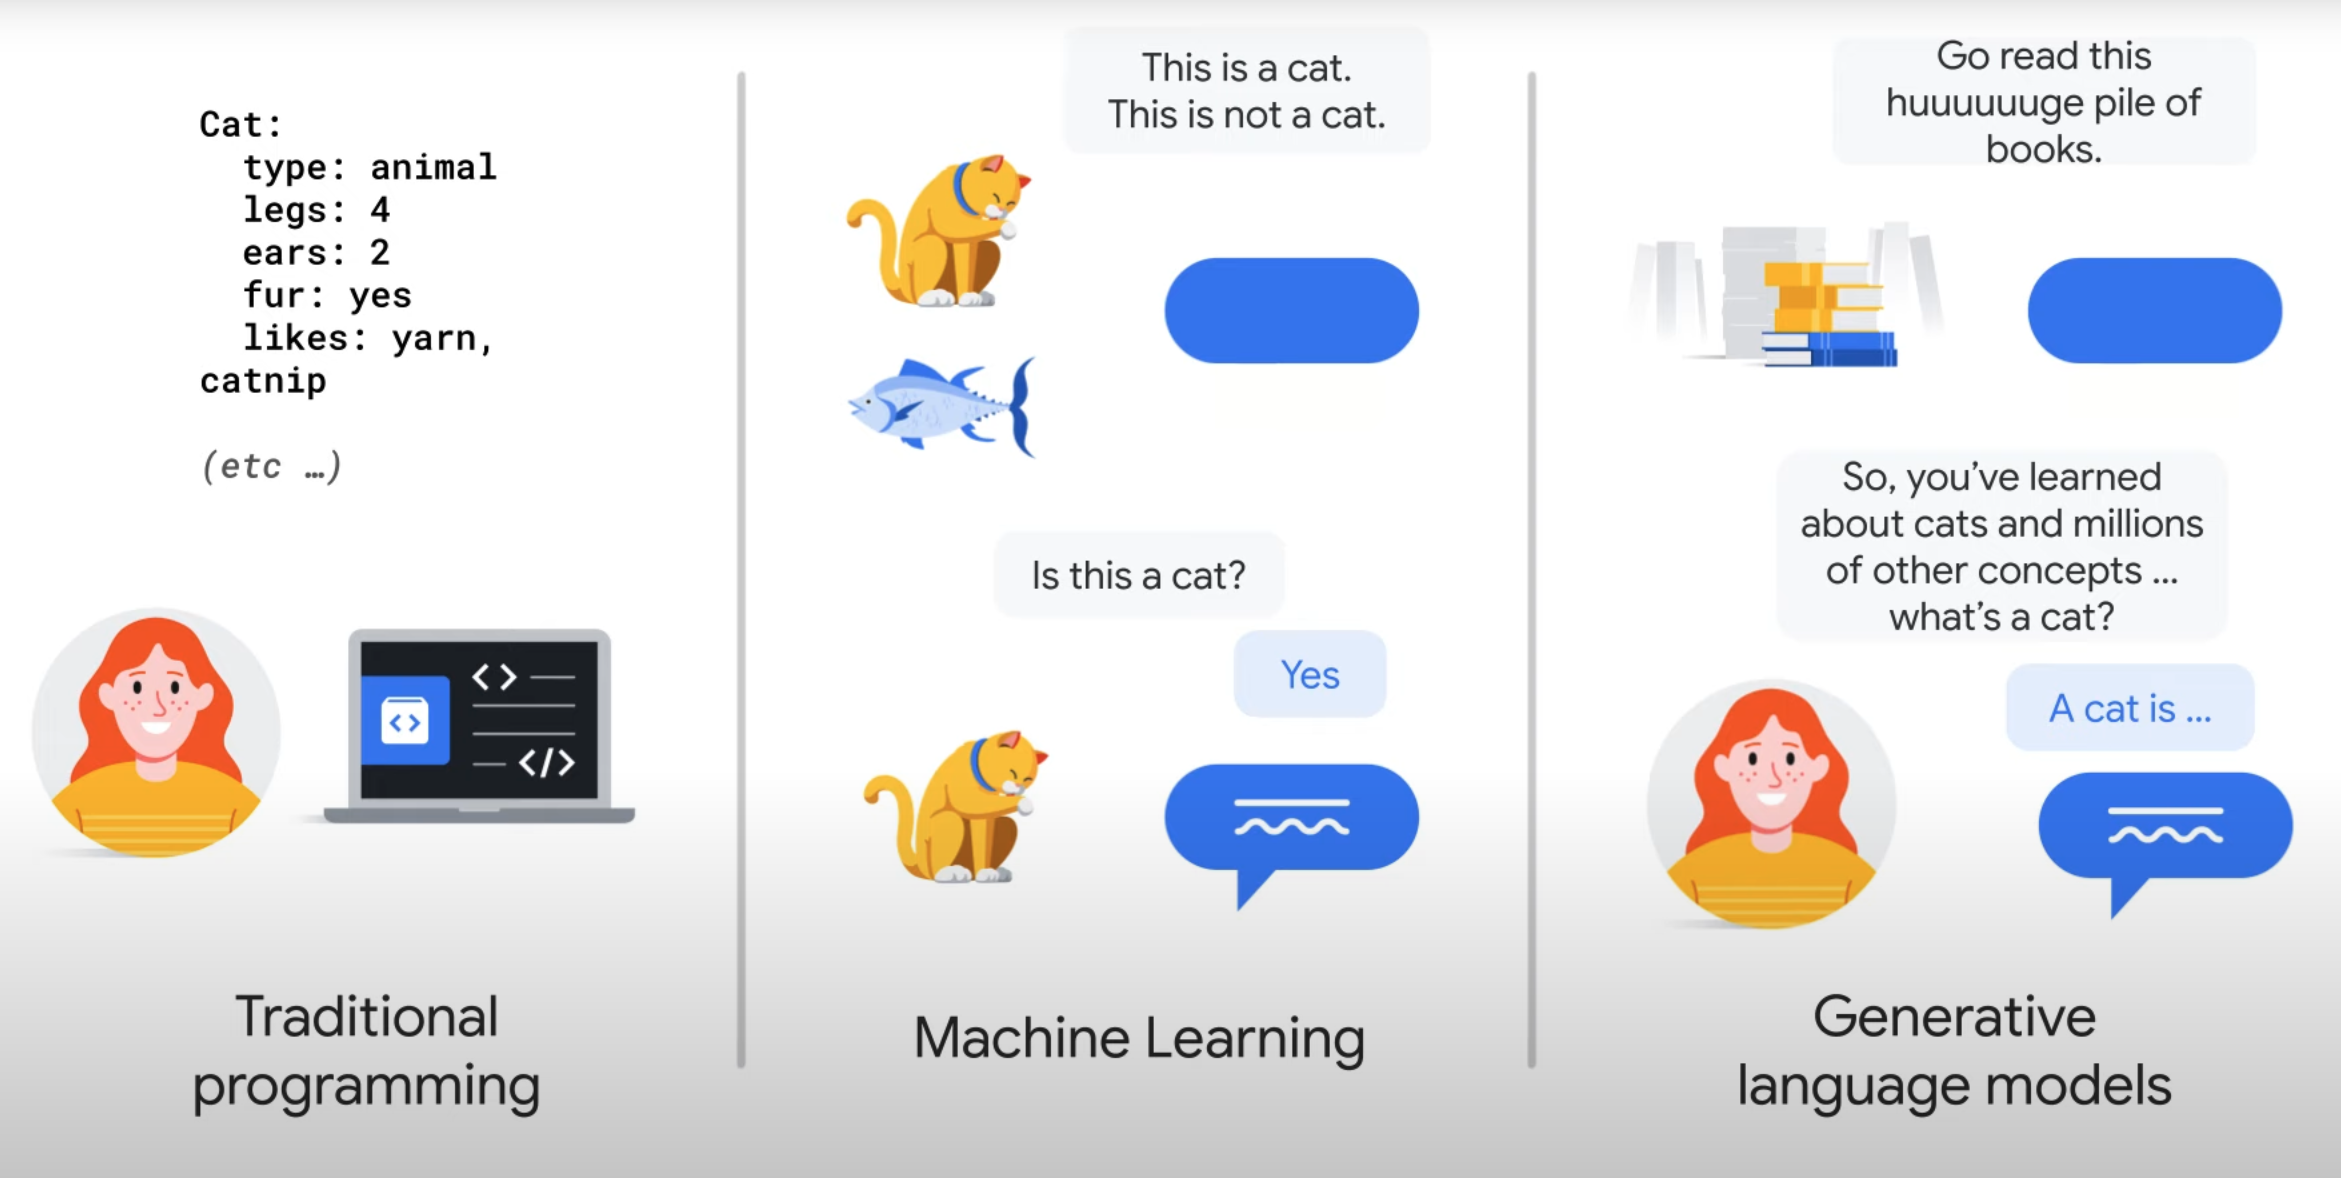 Cat:
type: animal
legs: 4
ears: 2
fur: yes
likes: yarn,
catnip
(etc …)
Traditional
programming
This is a cat.
This is not a cat.
Is this a cat?
Yes
Machine Learning
Go read this
huuuuuuge pile of
books.
So, you’ve learned
about cats and millions
of other concepts ...
what’s a cat?
A cat is ...
Generative
language models